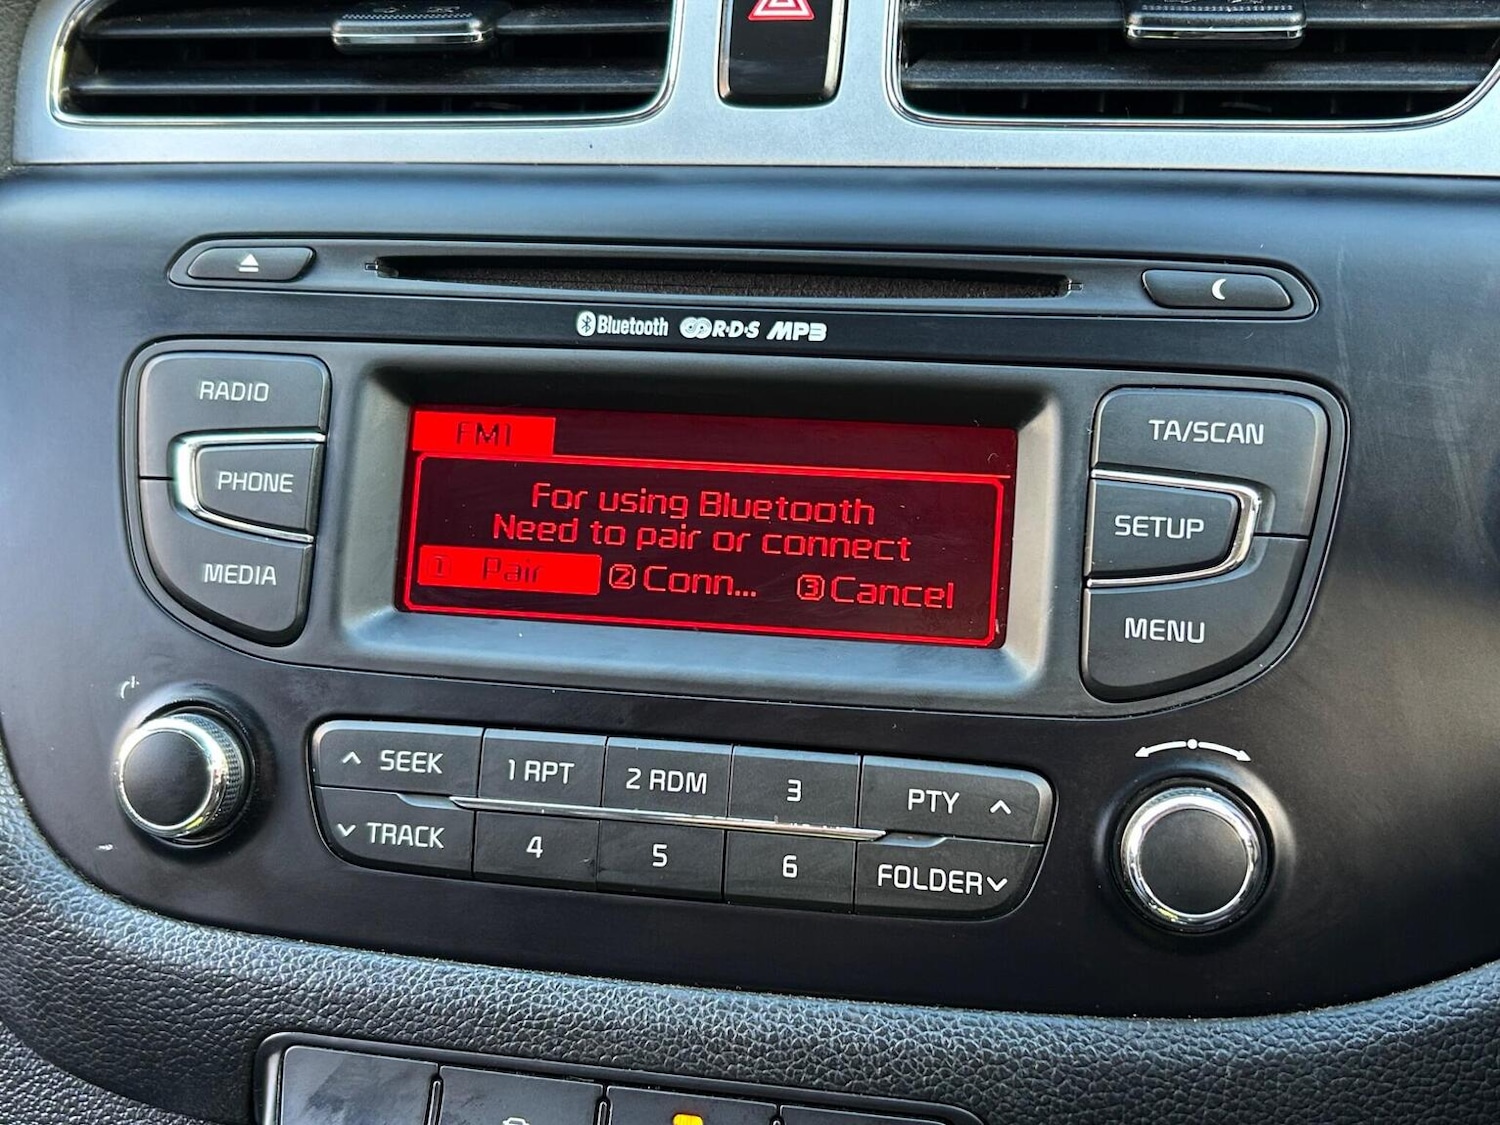 Bluetooth R·D·S MP3
RADIO
PHONE
MEDIA
FM1
For using Bluetooth
Need to pair or connect
1 Pair 2 Conn... 3 Cancel
TA/SCAN
SETUP
MENU
SEEK 1 RPT 2 RDM 3 PTY
TRACK 4 5 6 FOLDER